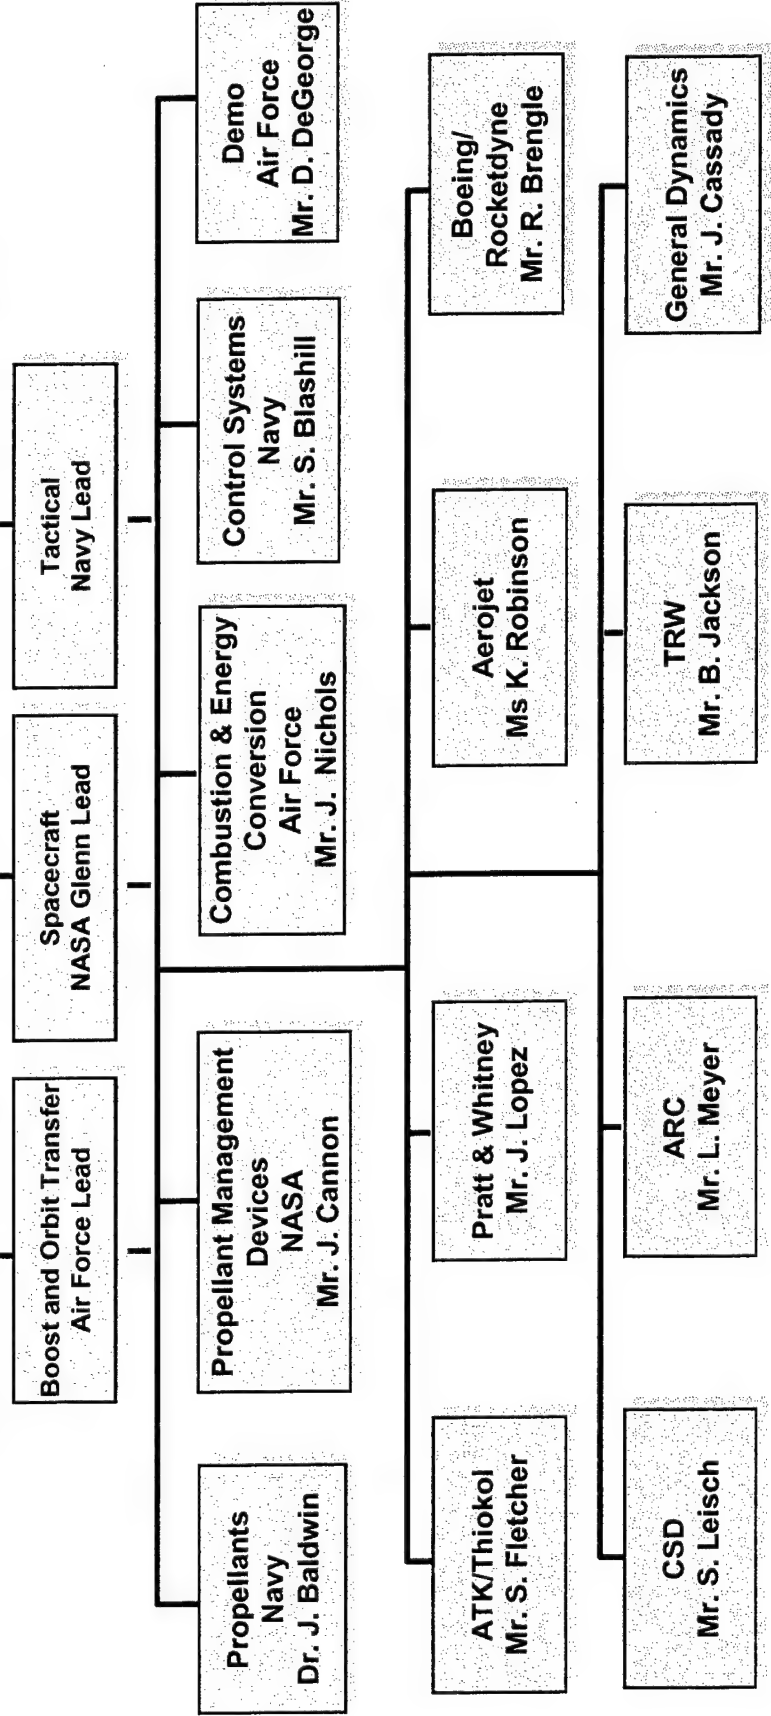 Boost and Orbit Transfer
Air Force Lead
Spacecraft
NASA Glenn Lead
Tactical
Navy Lead
Propellants
Navy
Dr. J. Baldwin
Propellant Management
Devices
NASA
Mr. J. Cannon
Combustion & Energy
Conversion
Air Force
Mr. J. Nichols
Control Systems
Navy
Mr. S. Blashill
Demo
Air Force
Mr. D. DeGeorge
ATK/Thiokol
Mr. S. Fletcher
Pratt & Whitney
Mr. J. Lopez
Aerojet
Ms K. Robinson
Boeing/
Rocketdyne
Mr. R. Brengle
CSD
Mr. S. Leisch
ARC
Mr. L. Meyer
TRW
Mr. B. Jackson
General Dynamics
Mr. J. Cassady